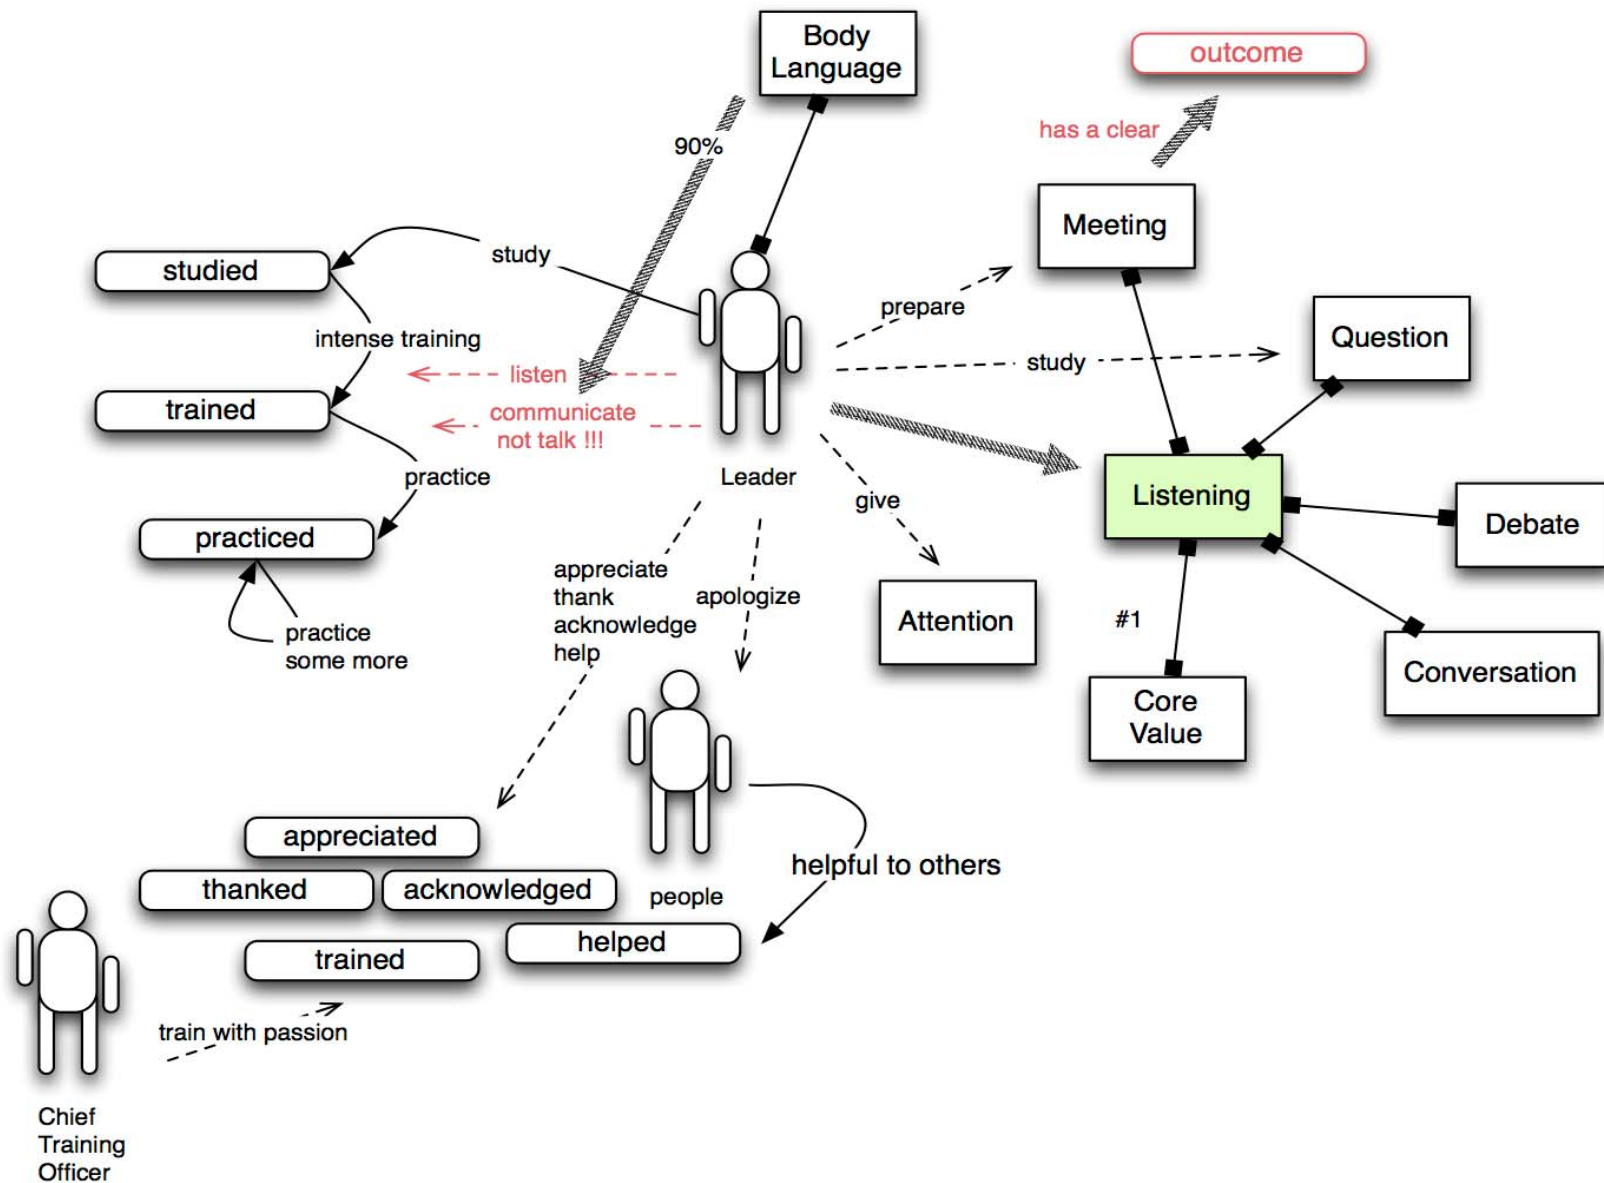 Body
Language
outcome
has a clear
90%
Meeting
studied
study
prepare
Question
intense training
study
listen
trained
communicate
not talk !!!
practice
Leader
give
Listening
Debate
practiced
appreciate
thank
acknowledge
help
apologize
Attention
#1
practice
some more
Conversation
Core
Value
appreciated
helpful to others
thanked
acknowledged
people
helped
trained
train with passion
Chief
Training
Officer